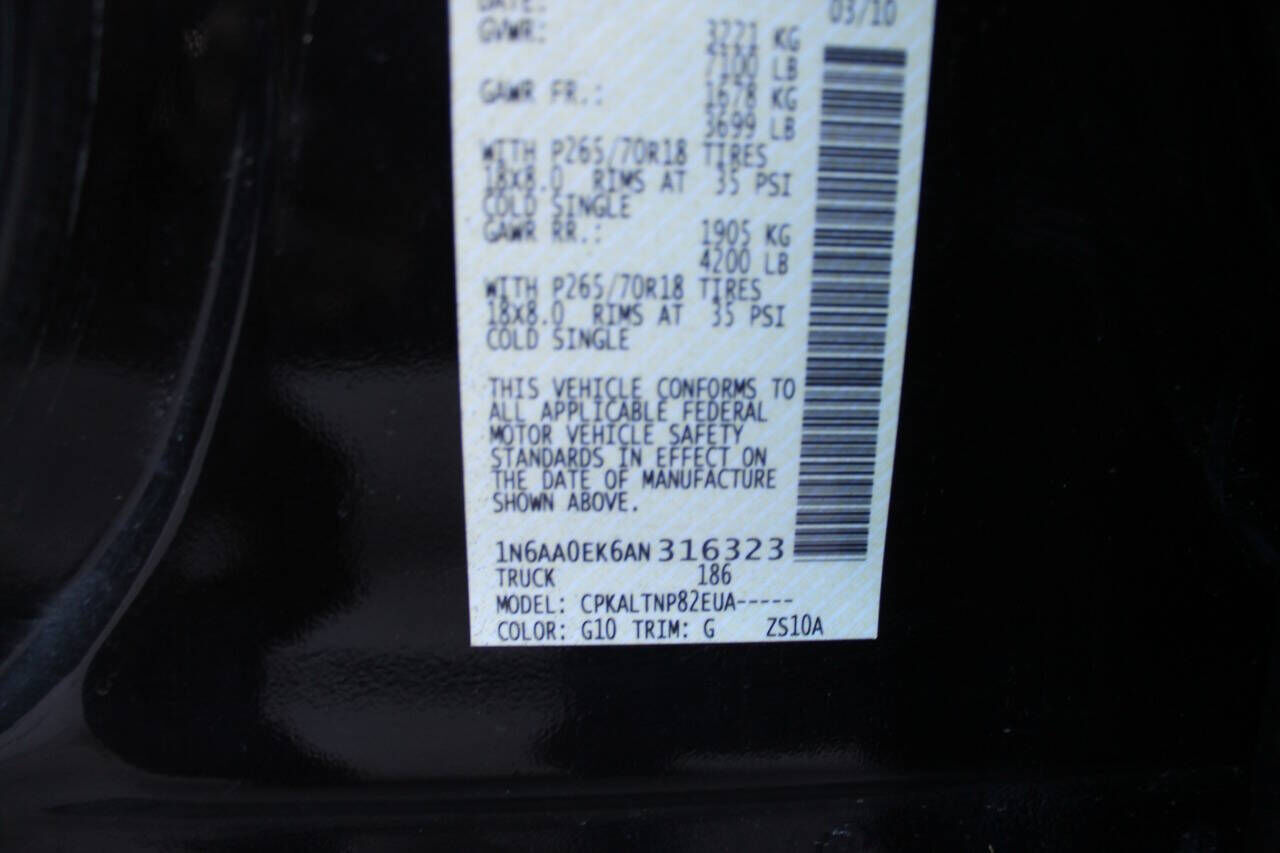 DATE: 03/10
GVWR: 3221 KG
7100 LB
GAWR FR.: 1678 KG
3699 LB
WITH P265/70R18 TIRES
18X8.0 RIMS AT 35 PSI
COLD SINGLE
GAWR RR.: 1905 KG
4200 LB
WITH P265/70R18 TIRES
18X8.0 RIMS AT 35 PSI
COLD SINGLE
THIS VEHICLE CONFORMS TO
ALL APPLICABLE FEDERAL
MOTOR VEHICLE SAFETY
STANDARDS IN EFFECT ON
THE DATE OF MANUFACTURE
SHOWN ABOVE.
1N6AA0EK6AN316323
TRUCK 186
MODEL: CPKALTNP82EUA-----
COLOR: G10 TRIM: G ZS10A